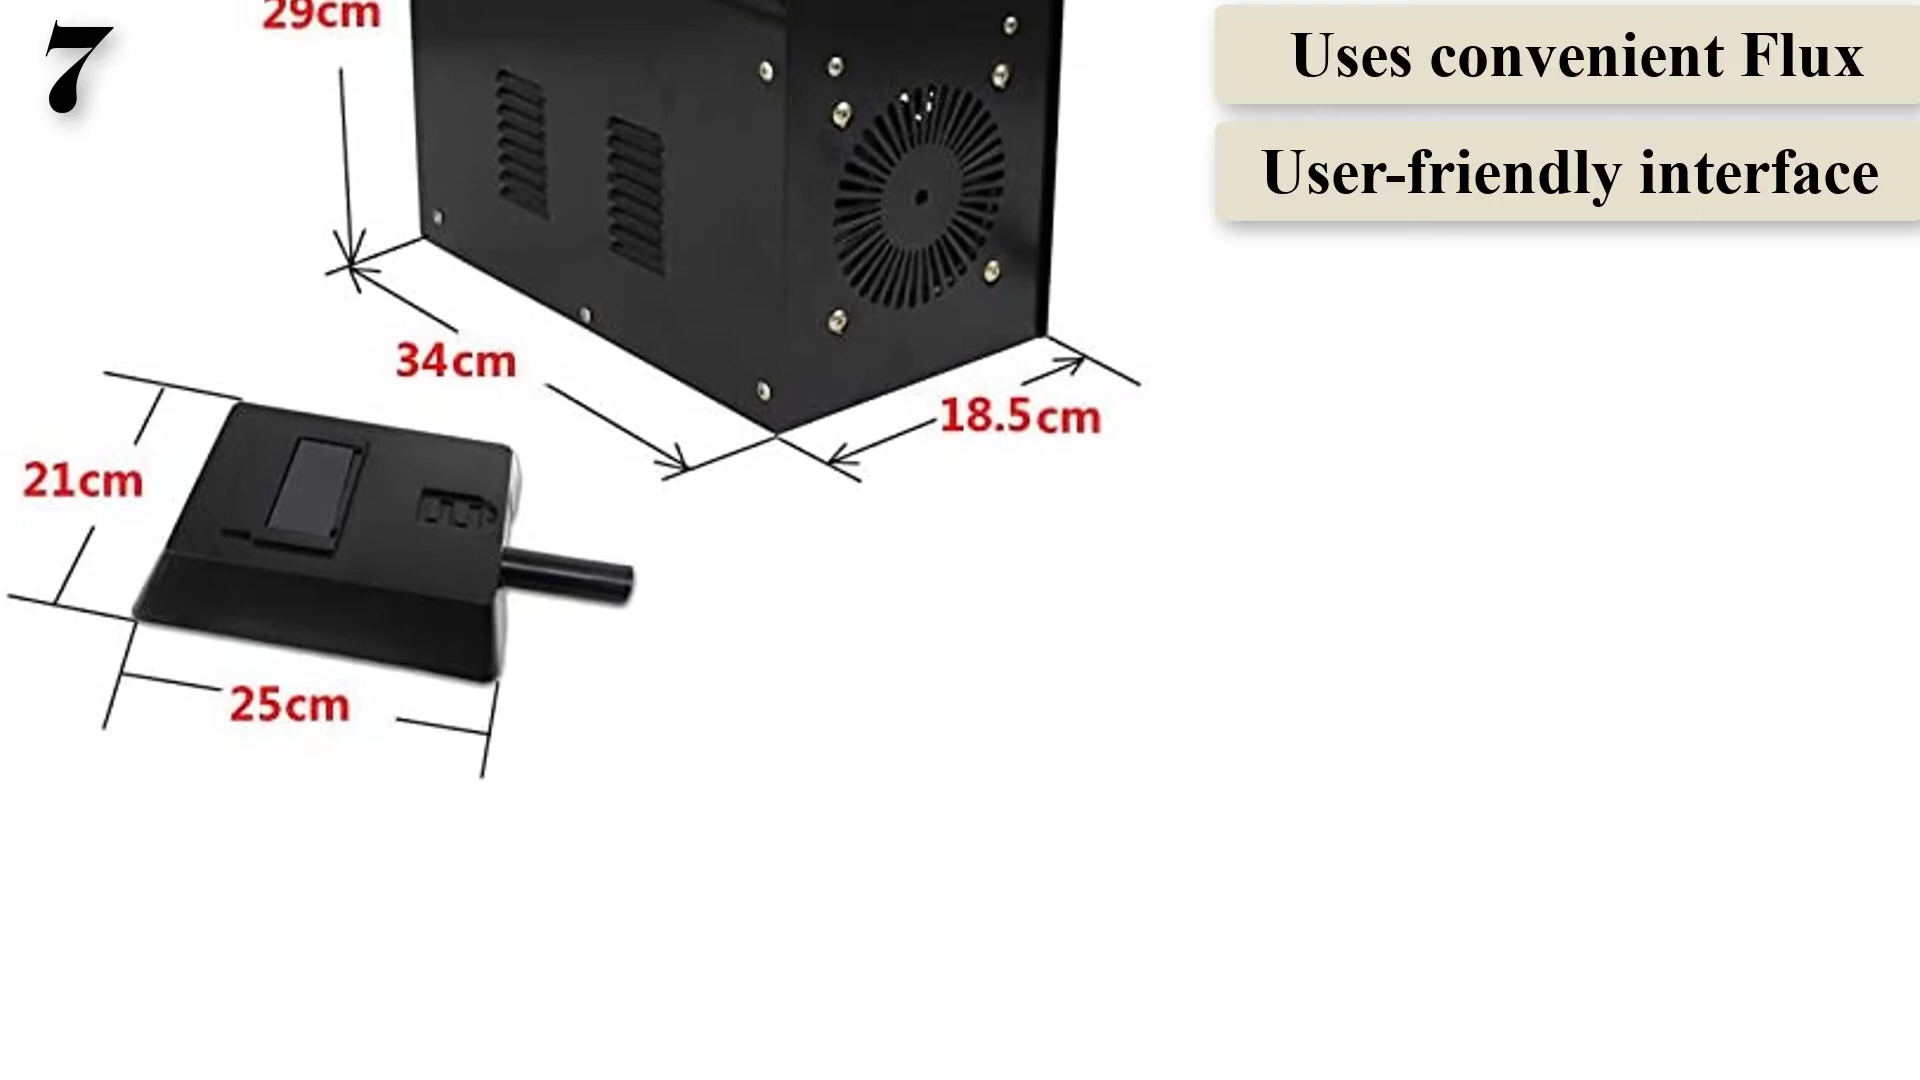 7
29cm
Uses convenient Flux
User-friendly interface
34cm
18.5cm
21cm
25cm